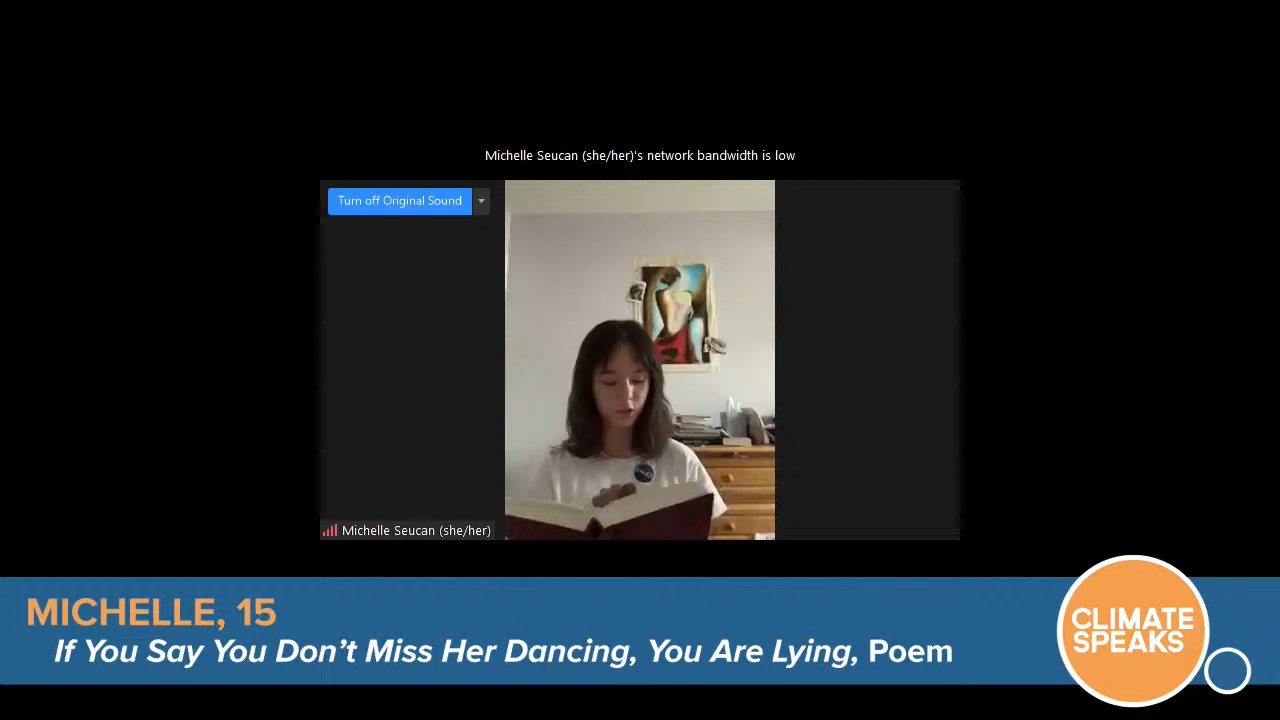 Michelle Seucan (she/her)'s network bandwidth is low
Turn off Original Sound
Michelle Seucan (she/her)
MICHELLE, 15
If You Say You Don’t Miss Her Dancing, You Are Lying, Poem
CLIMATE
SPEAKS